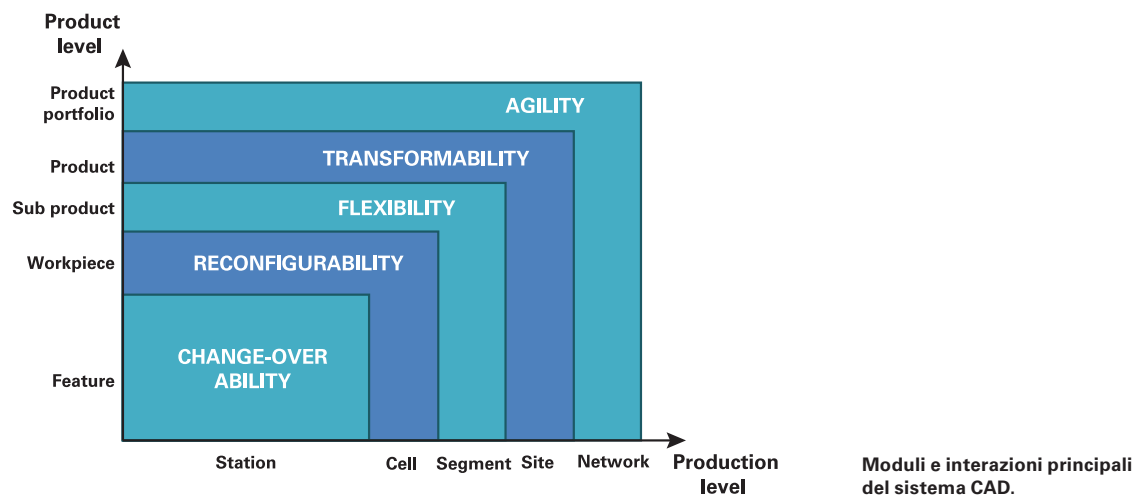 Product
level
Product
portfolio
AGILITY
Product
TRANSFORMABILITY
Sub product
FLEXIBILITY
Workpiece
RECONFIGURABILITY
CHANGE-OVER
ABILITY
Feature
Station
Cell
Segment
Site
Network
Production
level
Moduli e interazioni principali
del sistema CAD.